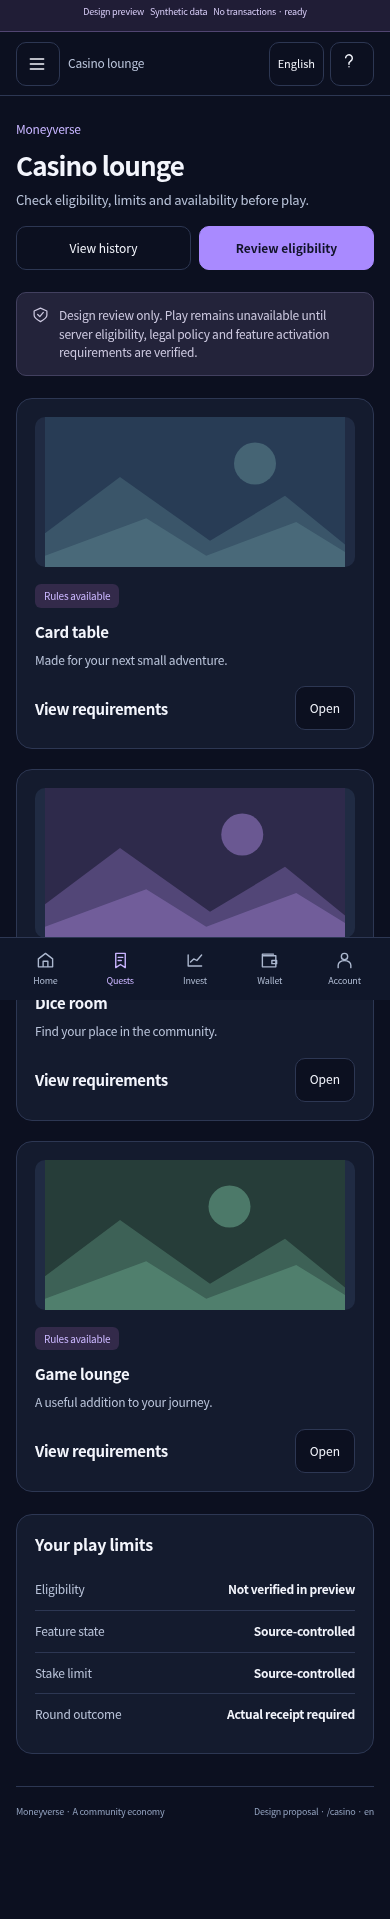 Design preview Synthetic data No transactions · ready
Casino lounge
English
?
Moneyverse
Casino lounge
Check eligibility, limits and availability before play.
View history
Review eligibility
Design review only. Play remains unavailable until
server eligibility, legal policy and feature activation
requirements are verified.
Rules available
Card table
Made for your next small adventure.
View requirements
Open
Home
Quests
Invest
Wallet
Account
Dice room
Find your place in the community.
View requirements
Open
Rules available
Game lounge
A useful addition to your journey.
View requirements
Open
Your play limits
Eligibility
Not verified in preview
Feature state
Source-controlled
Stake limit
Source-controlled
Round outcome
Actual receipt required
Moneyverse · A community economy
Design proposal · /casino · en